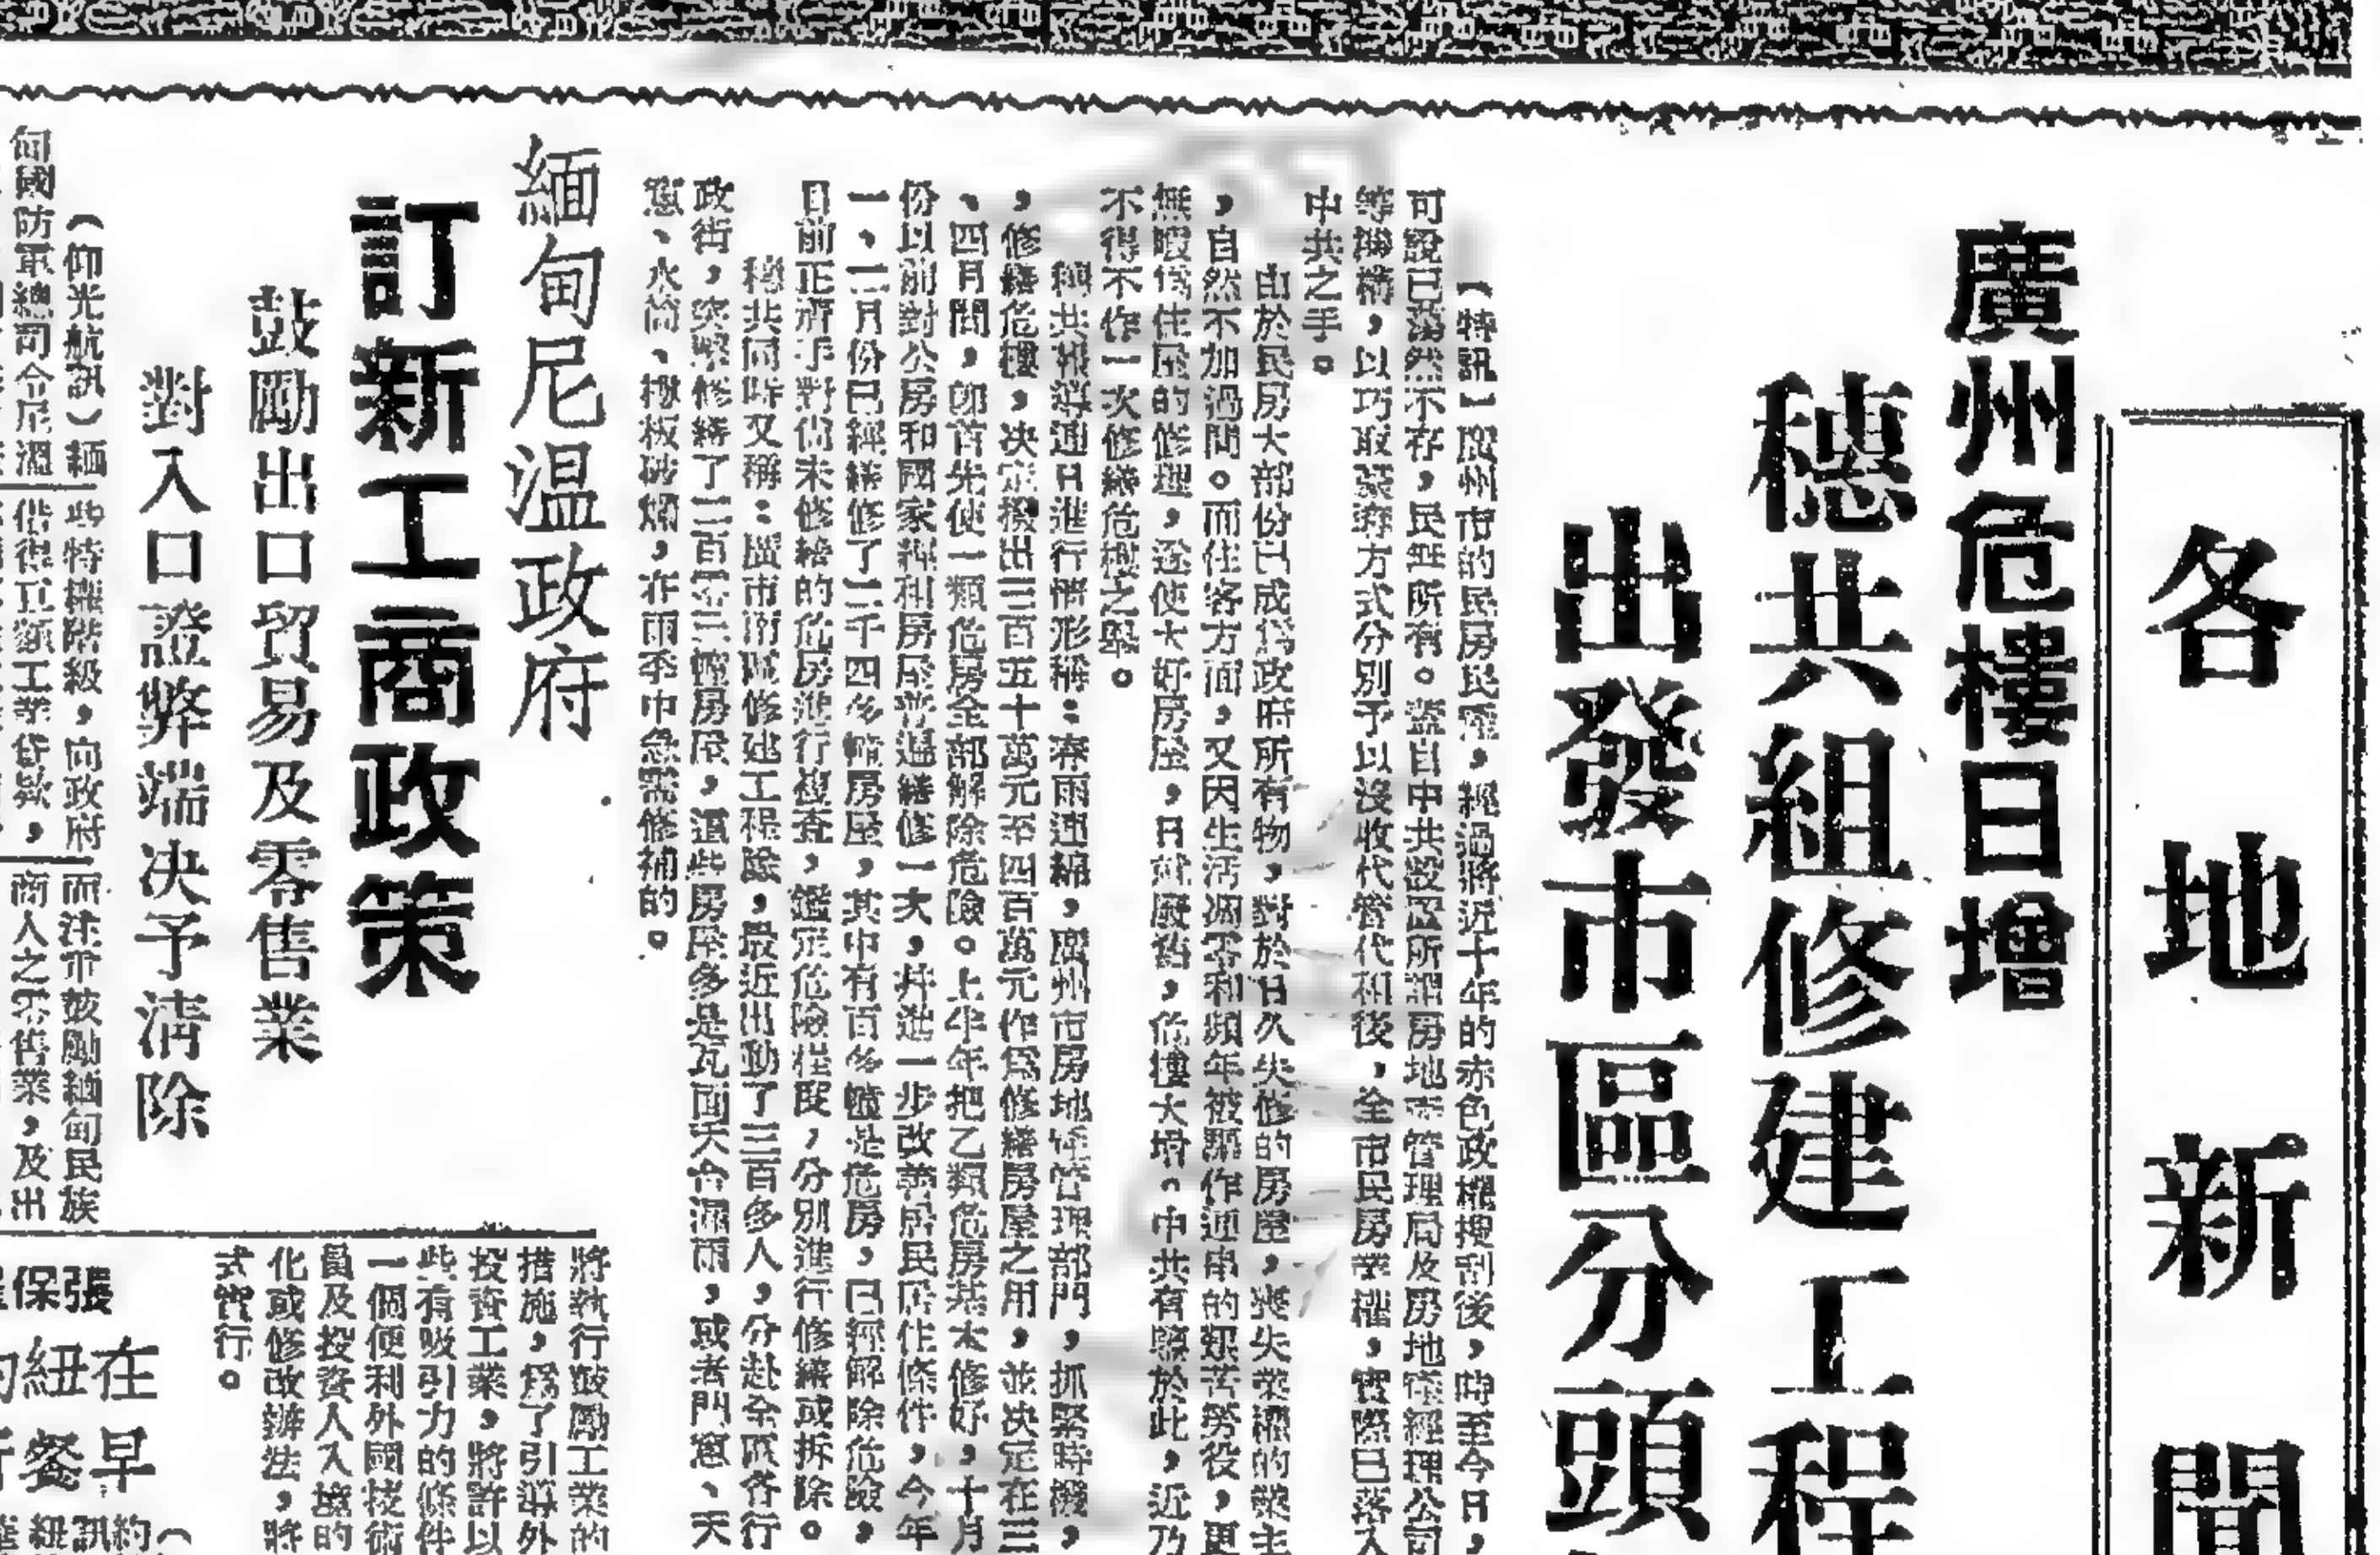 各地新聞
廣州危樓日增
穗共組修建工程
出發市區分頭
【特訊】廣州市的民房民產，經過將近十年的赤色政權搜刮後，時至今日，
可說已蕩然不存，民無所有。蓋自中共設置所謂房地產管理局及房地產經理公司
等機構，以巧取豪奪方式分別予以沒收代管代租後，全市民房業權，實際已落入
中共之手。
由於民房大部份已成為政府所有物，對於日久失修的房屋，喪失業權的業主
，自然不加過問。而住客方面，又因生活凋零和頻年被驅作連串的艱苦勞役，更
無暇為住屋的修理，遂使大好房屋，日就廢頹，危樓大增。中共有鑒於此，近乃
不得不作一次修繕危樓之舉。
穗共報導通日進行情形稱：春雨連綿，廣州市房地產管理部門，抓緊時機，
，修繕危樓，决定撥出三百五十萬元至四百萬元作為修繕房屋之用，並决定在三
、四月間，卽首先使一類危房全部解除危險。上半年把乙類危房基本修好，十月
份以前對公房和國家經租房屋普遍繕修一次，并進一步改善居民居住條件，今年
一、二月份已經繕修了二千四多幢房屋，其中有百多幢是危房，已經解除危險，
目前正着手對尚未修繕的危房進行複查，鑑定危險程度，分別進行修繕或拆除。
穗共同時又稱：廣市市區修建工程隊，最近出動了三百多人，分赴全區各行
政街，突擊修繕了二百零三幢房屋，這些房屋多是瓦面天台漏雨，或者門窗、天
窗、水筒、樓板破爛，在雨季中急需修補的。
緬甸尼温政府
訂新工商政策
鼓勵出口貿易及零售業
對入口證弊端决予清除
（仰光航訊）緬
甸國防軍總司令尼溫
些特權階級，向政府
借得巨額工業貸款，
而注重鼓勵緬甸民族
商人之零售業，及出
將執行鼓勵工業的
措施，為了引導外
投資工業，將許以
些有吸引力的條件
一個便利外國技術
員及投資人入境的
化或修改辦法，將
式實行。
張保
在紐
早餐